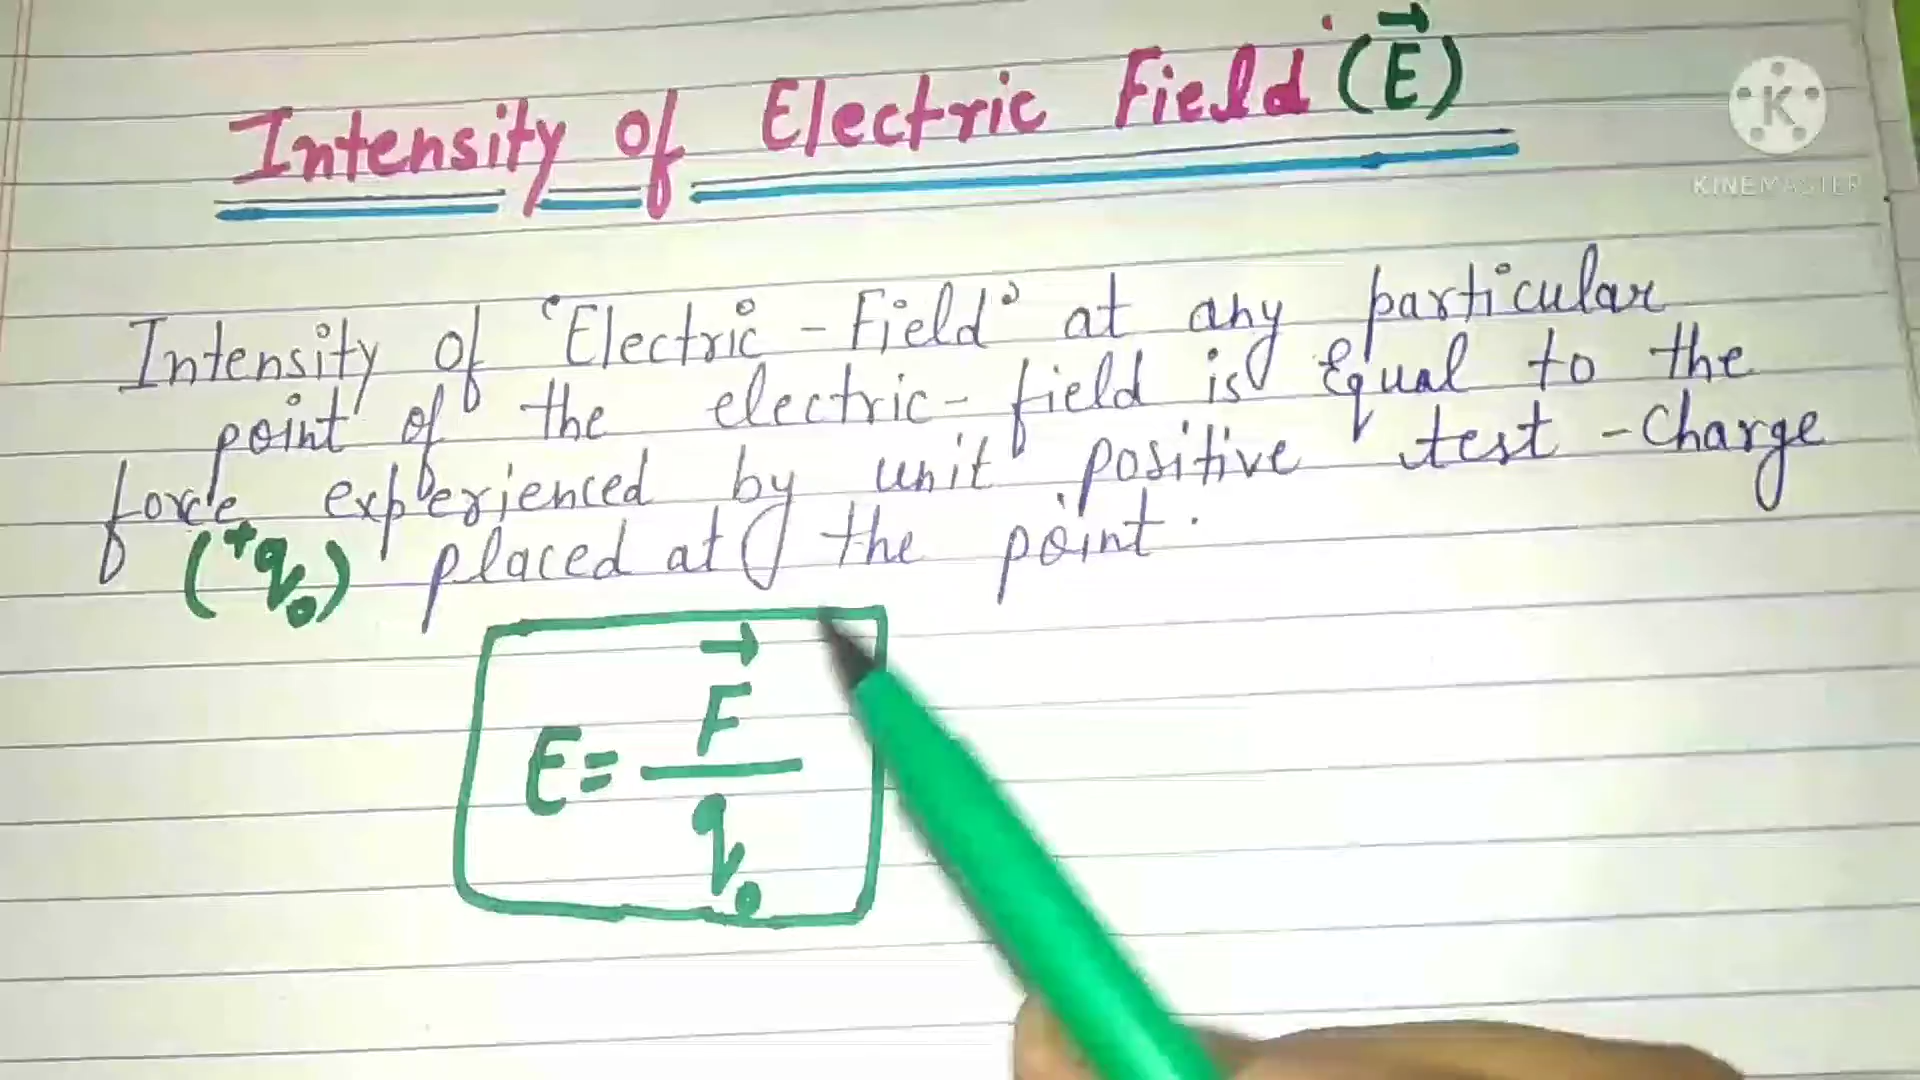 Intensity of Electric Field (E⃗)
K
KINEMASTER
Intensity of 'Electric-Field' at any particular
point of the electric-field is Equal to the
force experienced by unit positive test-Charge
(+q₀) placed at the point.
E = F⃗ / q₀